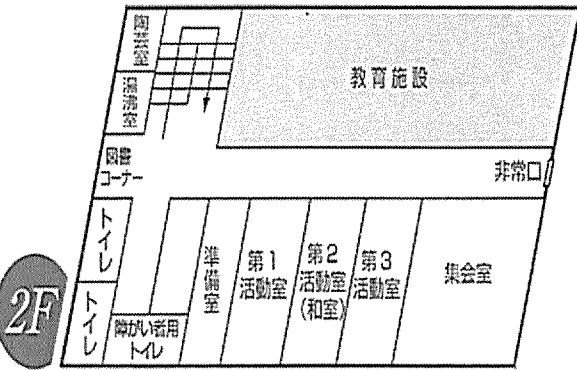 陶芸室
教育施設
湯沸室
図書
コーナー
非常口
トイレ
準備室
第1
活動室
第2
活動室
(和室)
第3
活動室
集会室
トイレ
障がい者用
トイレ
2F